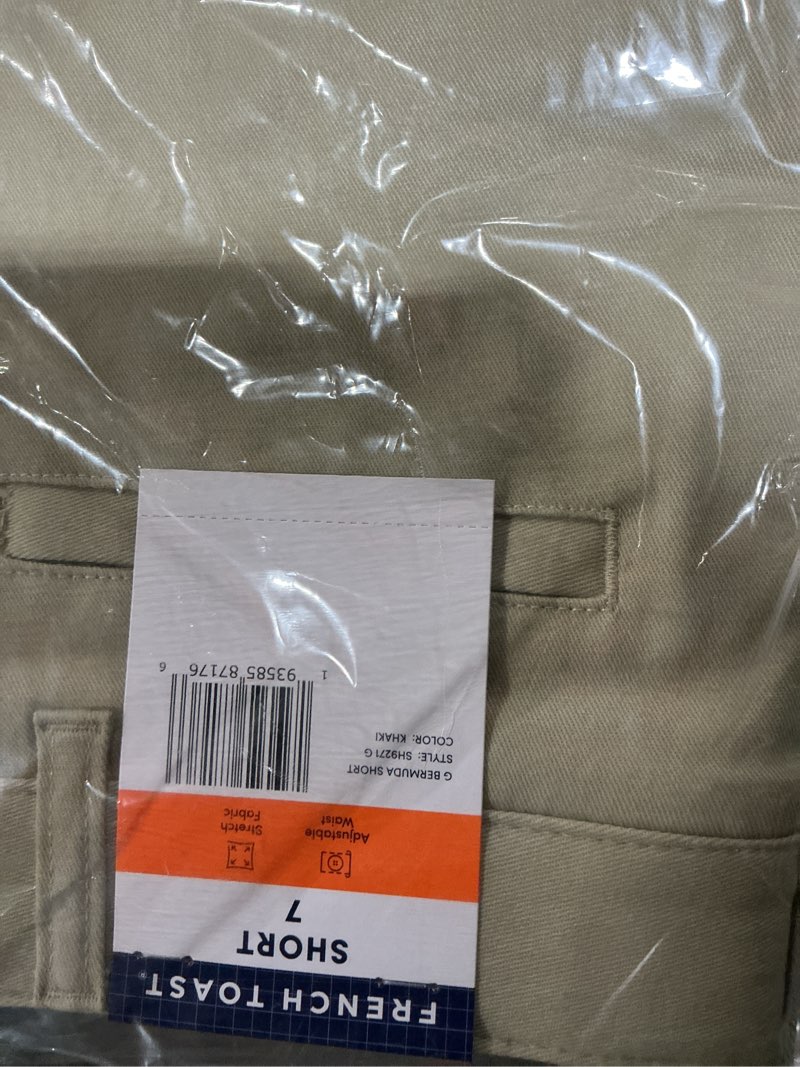 FRENCH TOAST
SHORT
7
Adjustable
Waist
Stretch
Fabric
G BERMUDA SHORT
STYLE: SH9271 G
COLOR: KHAKI
1 93585 87176 6